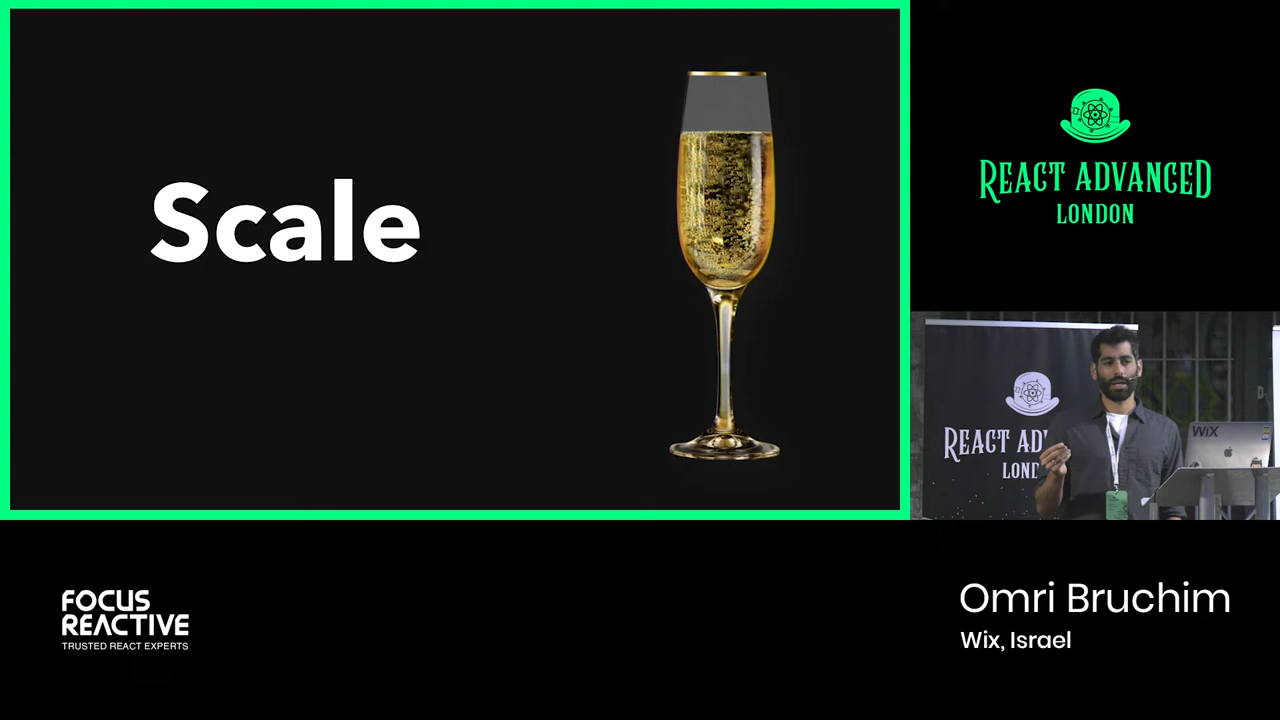 Scale
REACT ADVANCED
LONDON
REACT AD
LOND
WiX
FOCUS
REACTIVE
TRUSTED REACT EXPERTS
Omri Bruchim
Wix, Israel